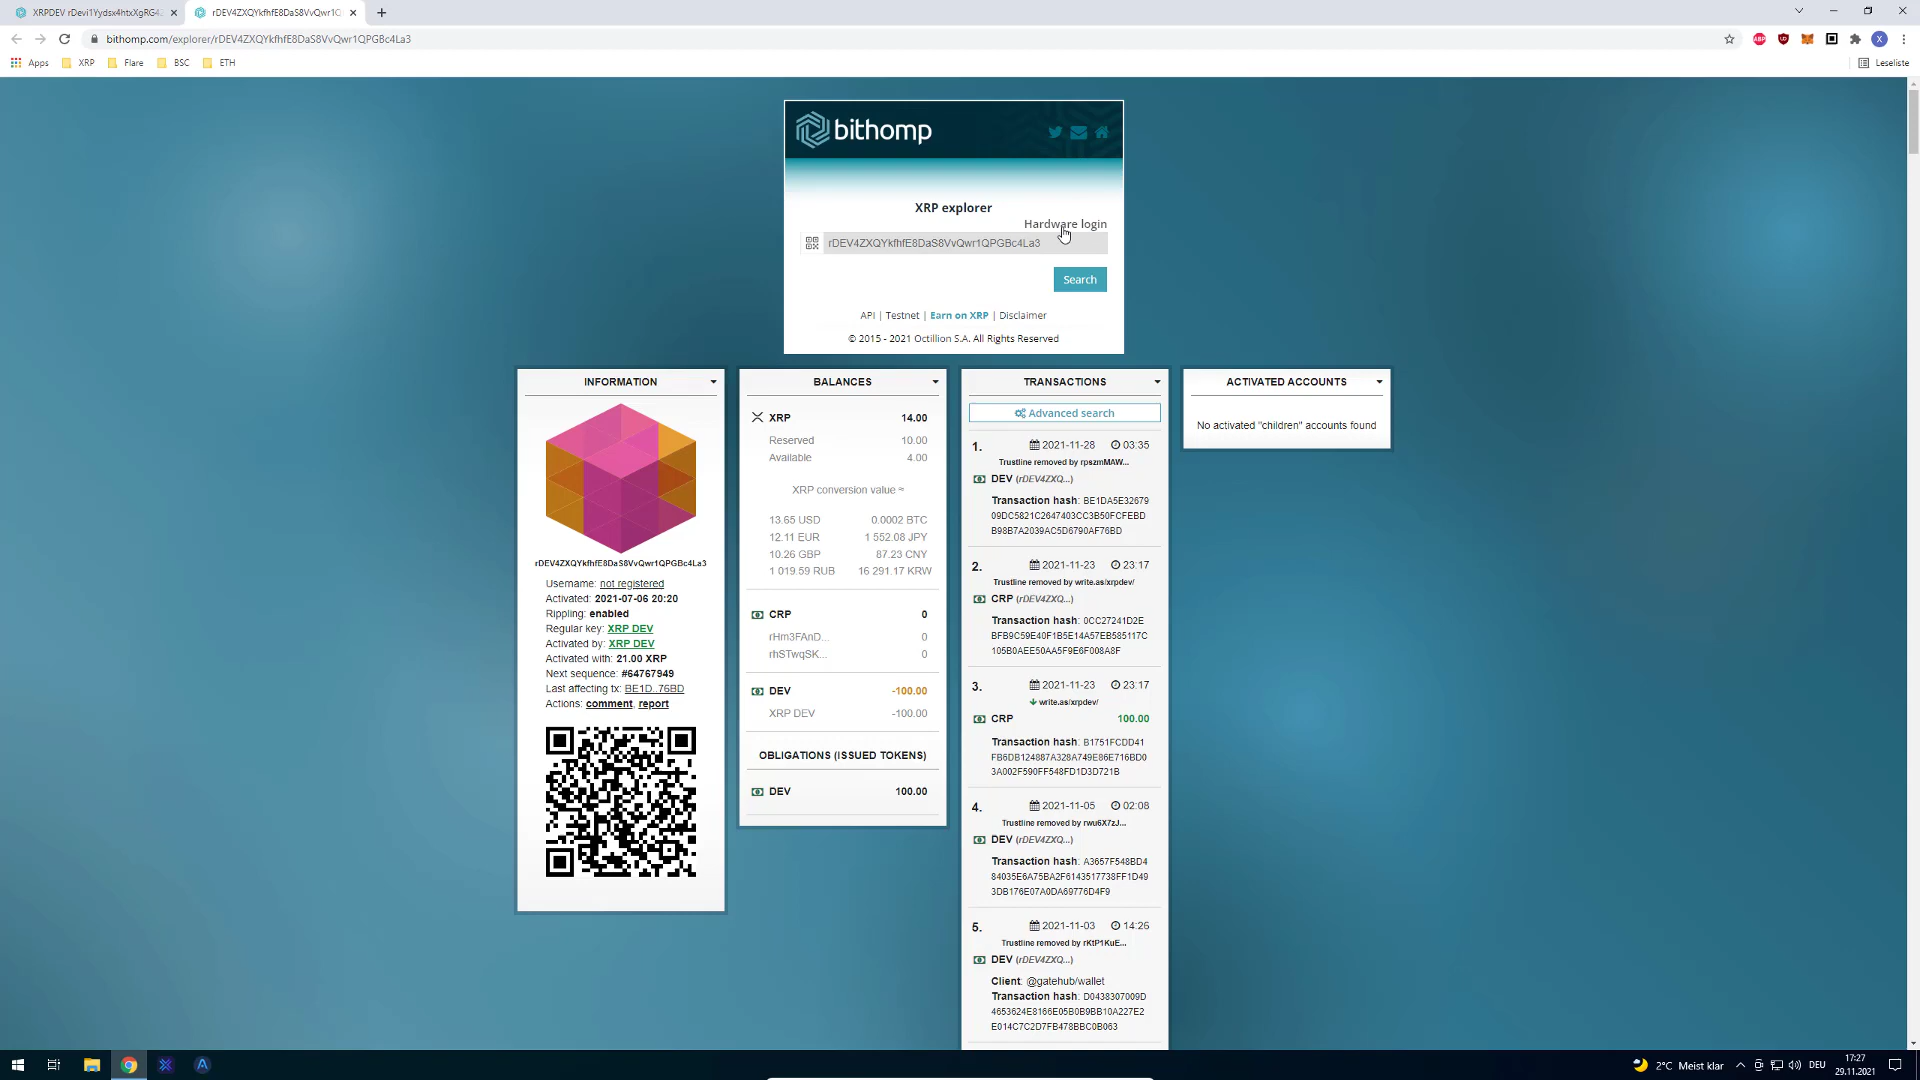 XRPDEV rDevi1Yydsx4htxXgRG4
rDEV4ZXQYkfhfE8DaS8VvQwr1QP
bithomp.com/explorer/rDEV4ZXQYkfhfE8DaS8VvQwr1QPGBc4La3
Apps XRP Flare BSC ETH
Leseliste
bithomp
XRP explorer
Hardware login
rDEV4ZXQYkfhfE8DaS8VvQwr1QPGBc4La3
Search
API | Testnet | Earn on XRP | Disclaimer
© 2015 - 2021 Octillion S.A. All Rights Reserved
INFORMATION
rDEV4ZXQYkfhfE8DaS8VvQwr1QPGBc4La3
Username: not registered
Activated: 2021-07-06 20:20
Rippling: enabled
Regular key: XRP DEV
Activated by: XRP DEV
Activated with: 21.00 XRP
Next sequence: #64767949
Last affecting tx: BE1D..76BD
Actions: comment, report
BALANCES
XRP 14.00
Reserved 10.00
Available 4.00
XRP conversion value ≈
13.65 USD 0.0002 BTC
12.11 EUR 1 552.08 JPY
10.26 GBP 87.23 CNY
1 019.59 RUB 16 291.17 KRW
CRP 0
rHm3FAnD... 0
rhSTwqSK... 0
DEV -100.00
XRP DEV -100.00
OBLIGATIONS (ISSUED TOKENS)
DEV 100.00
TRANSACTIONS
Advanced search
1. 2021-11-28 03:35
Trustline removed by rpszmMAW...
DEV (rDEV4ZXQ...)
Transaction hash: BE1DA5E32679
09DC5821C2647403CC3B50FCFEBD
B98B7A2039AC5D6790AF76BD
2. 2021-11-23 23:17
Trustline removed by write.as/xrpdev/
CRP (rDEV4ZXQ...)
Transaction hash: 0CC27241D2E
BFB9C59E40F1B5E14A57EB585117C
105B0AEE50AA5F9E6F008A8F
3. 2021-11-23 23:17
write.as/xrpdev/
CRP 100.00
Transaction hash: B1751FCDD41
FB6DB124887A328A749E86E716BD0
3A002F590FF548FD1D3D721B
4. 2021-11-05 02:08
Trustline removed by rwu6X7zJ...
DEV (rDEV4ZXQ...)
Transaction hash: A3657F548BD4
84035E6A75BA2F6143517738FF1D49
3DB176E07A0DA69776D4F9
5. 2021-11-03 14:26
Trustline removed by rKtP1KuE...
DEV (rDEV4ZXQ...)
Client: @gatehub/wallet
Transaction hash: D0438307009D
4653624E8166E05B0B9BB10A227E2
E014C7C2D7FB478BBC0B063
ACTIVATED ACCOUNTS
No activated "children" accounts found
2°C Meist klar
DEU
17:27
29.11.2021